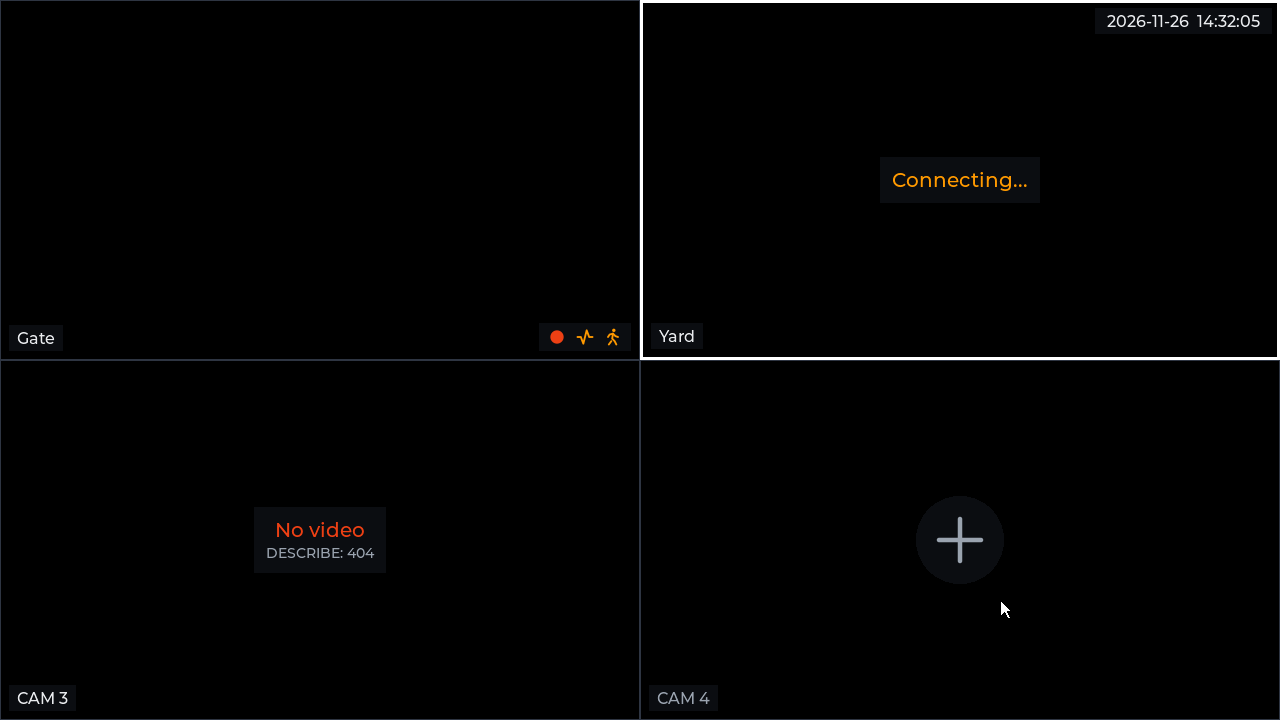 2026-11-26 14:32:05
Connecting...
Gate
Yard
No video
DESCRIBE: 404
CAM 3
CAM 4